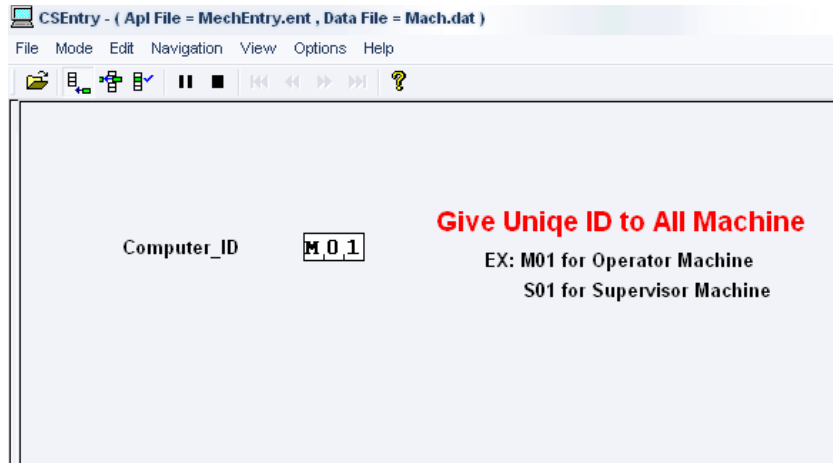 CSEntry - ( Apl File = MechEntry.ent , Data File = Mach.dat )
File Mode Edit Navigation View Options Help
Give Uniqe ID to All Machine
Computer_ID M01
EX: M01 for Operator Machine
S01 for Supervisor Machine